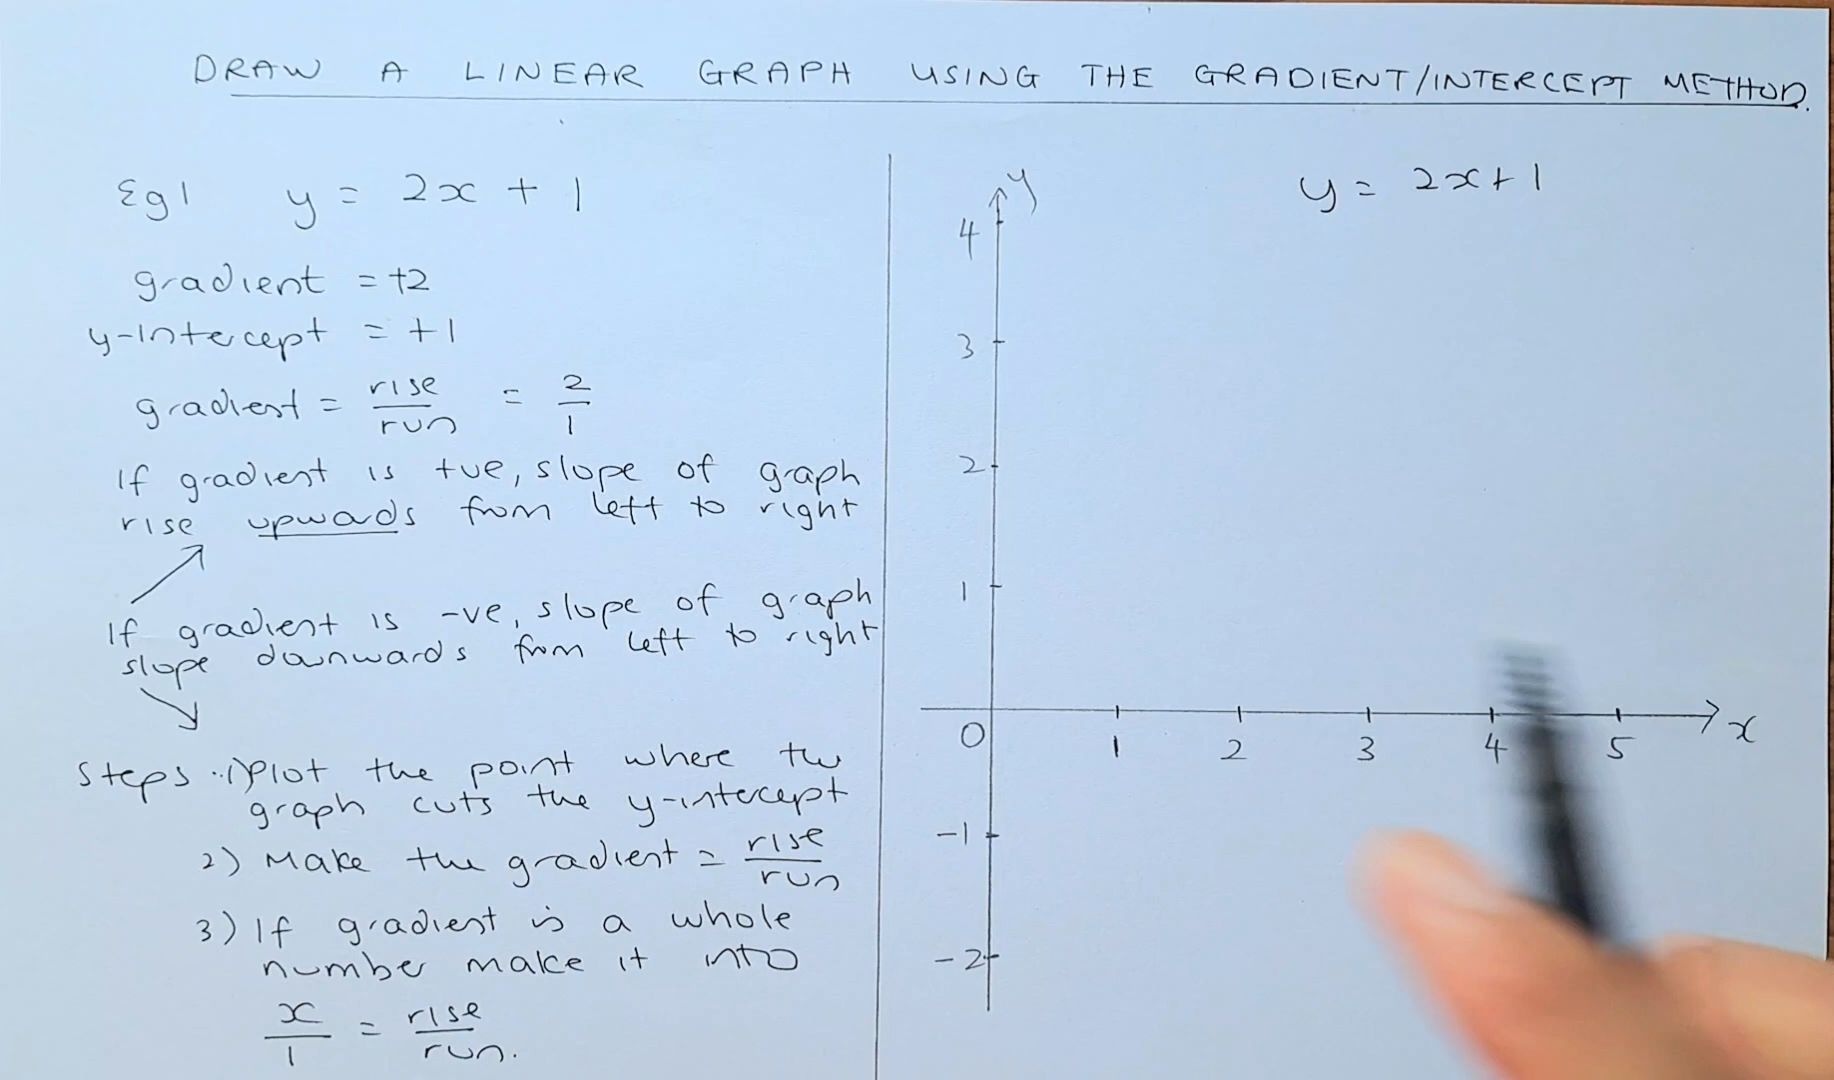 DRAW A LINEAR GRAPH USING THE GRADIENT/INTERCEPT METHOD.
Eg1 y = 2x + 1
gradient = +2
y-intercept = +1
gradient = rise/run = 2/1
If gradient is +ve, slope of graph
rise upwards from left to right
If gradient is -ve, slope of graph
slope downwards from left to right
Steps :1) Plot the point where the
graph cuts the y-intercept
2) Make the gradient = rise/run
3) If gradient is a whole
number make it into
x/1 = rise/run.
y = 2x+1
y
4
3
2
1
0 1 2 3 4 5 x
-1
-2